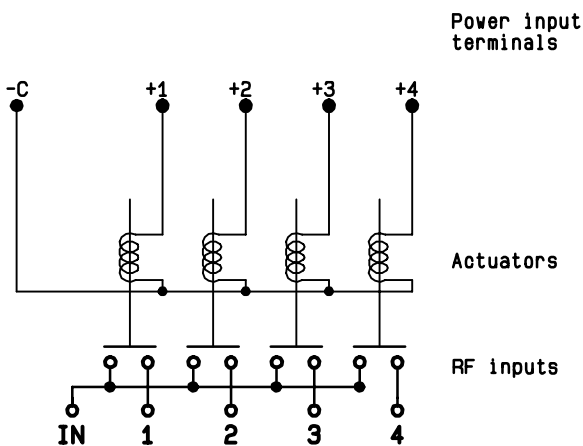 Power input
terminals
-C +1 +2 +3 +4
Actuators
RF inputs
IN 1 2 3 4